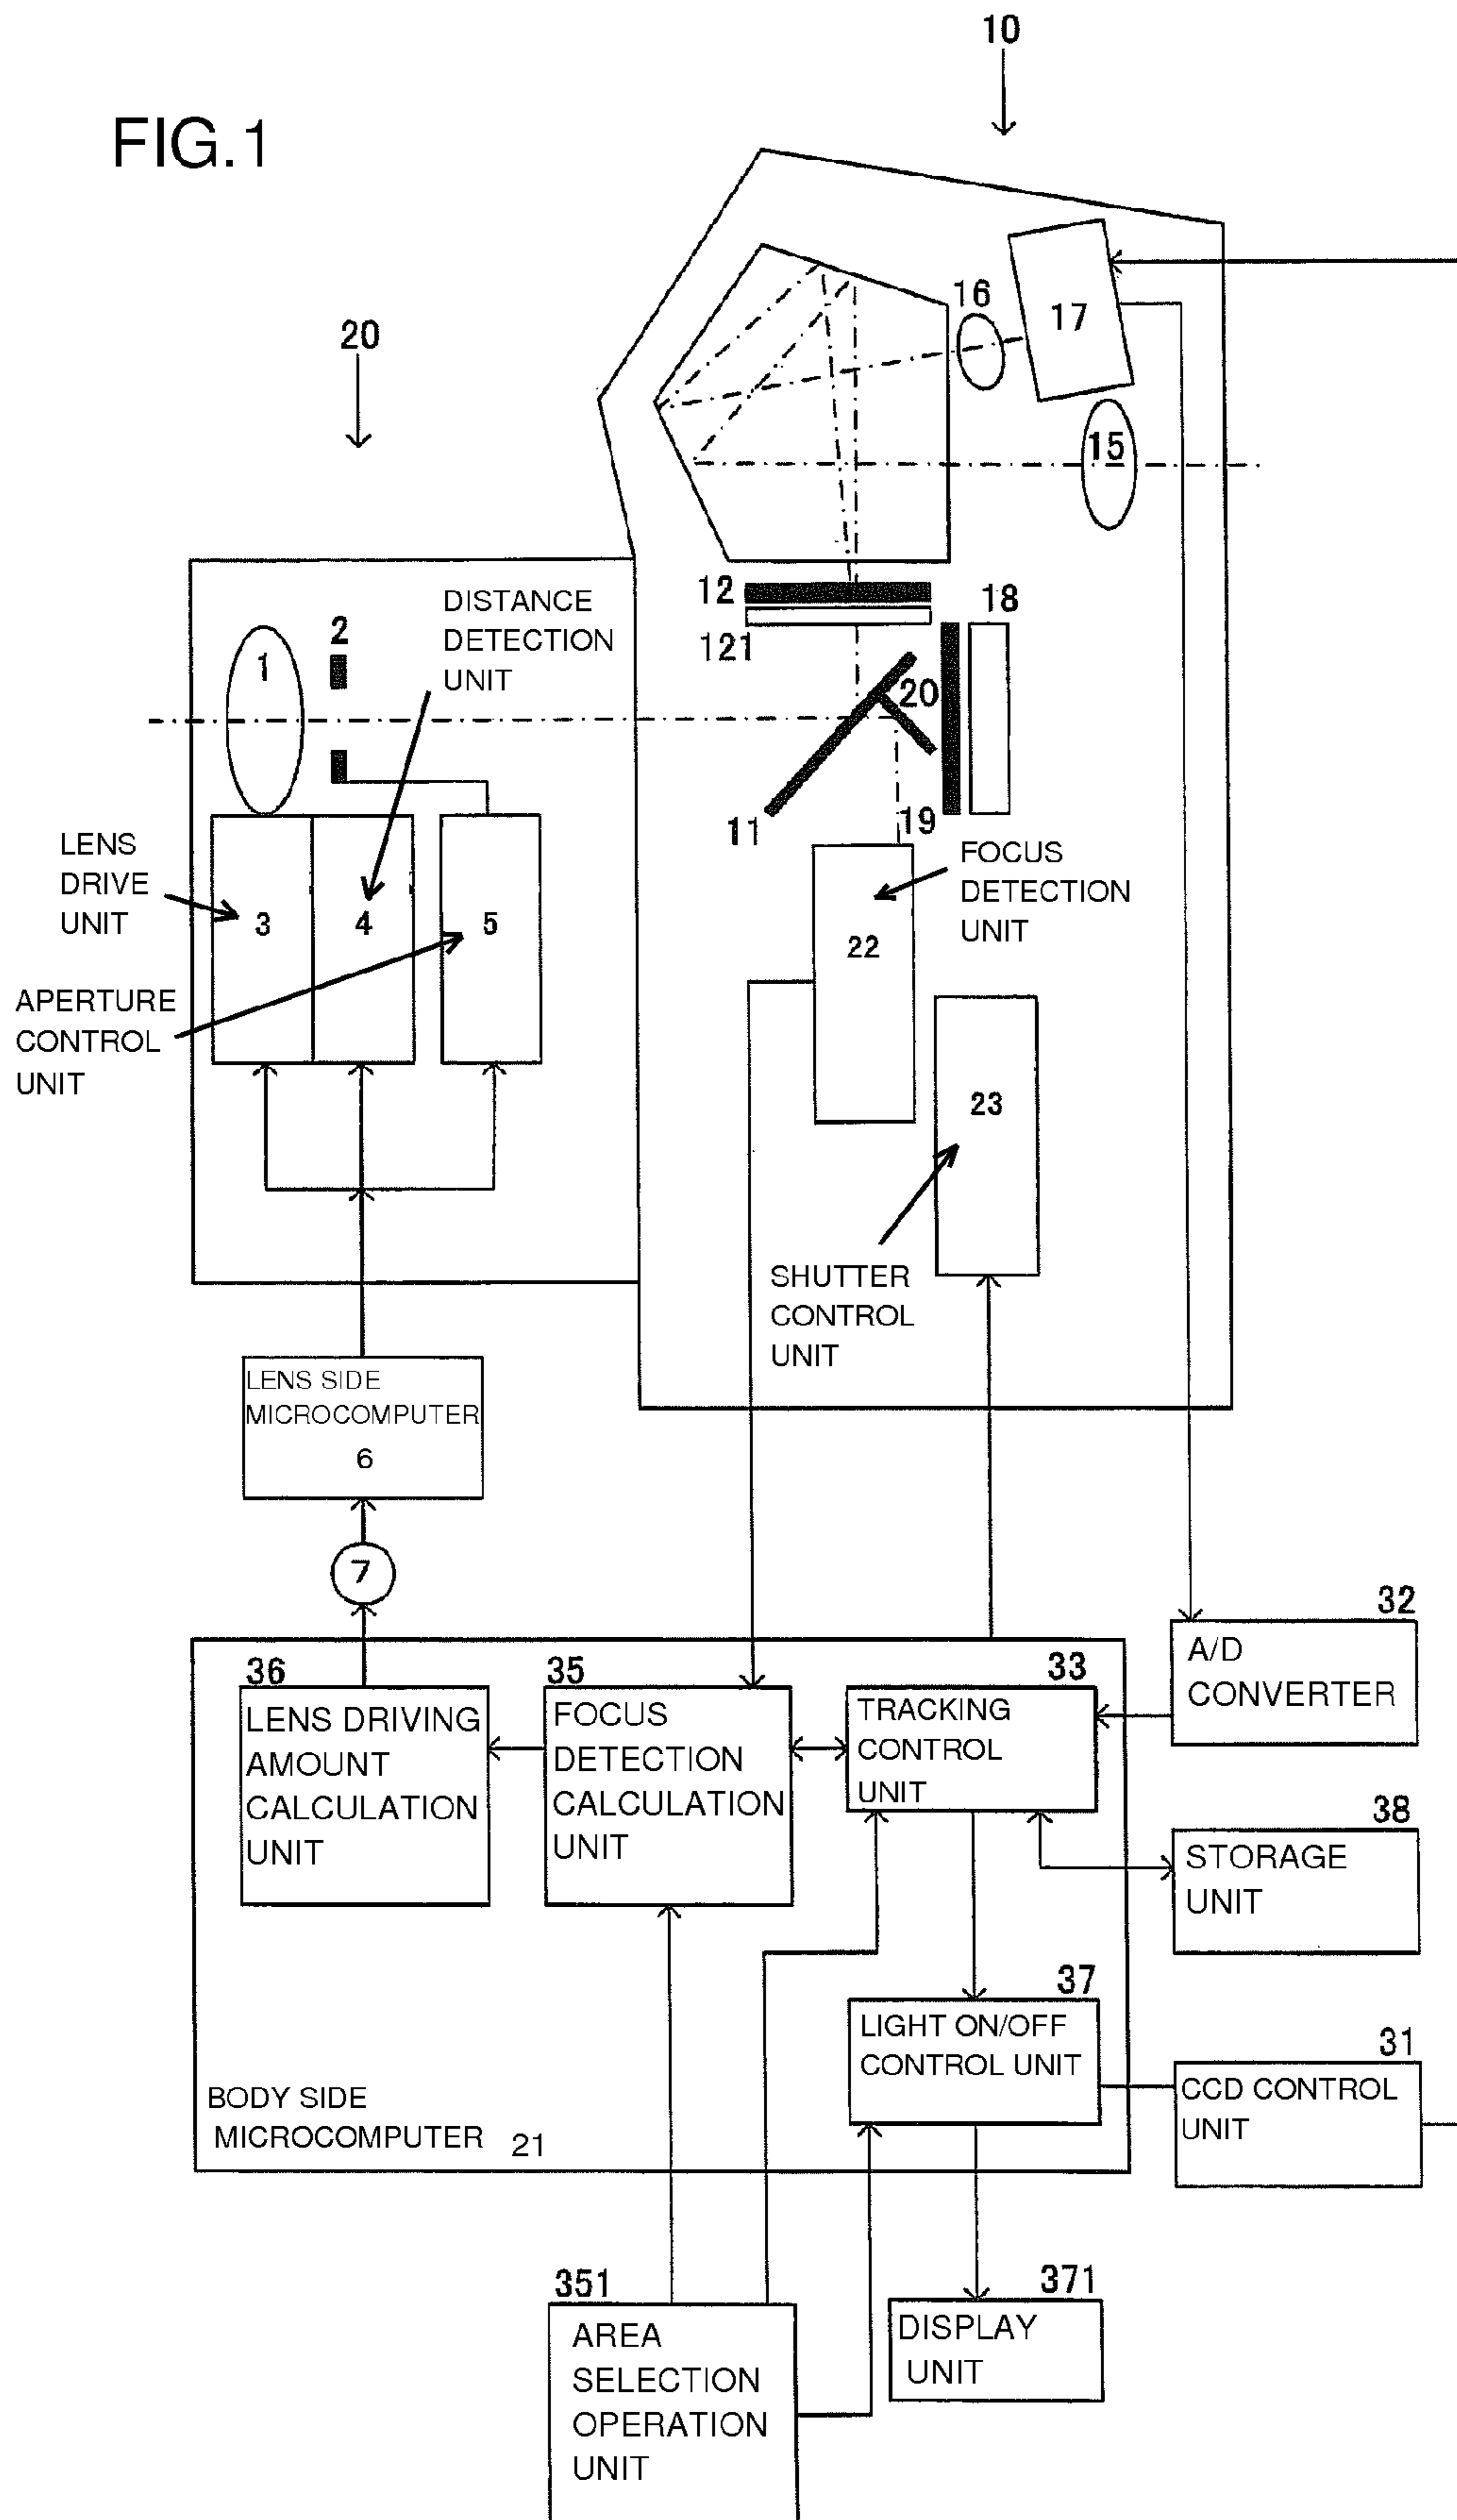 10
FIG.1
20
16
17
15
12
121
18
DISTANCE
DETECTION
UNIT
2
1
20
11
19
LENS
DRIVE
UNIT
3
4
5
FOCUS
DETECTION
UNIT
22
APERTURE
CONTROL
UNIT
23
SHUTTER
CONTROL
UNIT
LENS SIDE
MICROCOMPUTER
6
7
32
A/D
CONVERTER
36
LENS DRIVING
AMOUNT
CALCULATION
UNIT
35
FOCUS
DETECTION
CALCULATION
UNIT
33
TRACKING
CONTROL
UNIT
38
STORAGE
UNIT
37
LIGHT ON/OFF
CONTROL UNIT
31
CCD CONTROL
UNIT
BODY SIDE
MICROCOMPUTER 21
351
AREA
SELECTION
OPERATION
UNIT
371
DISPLAY
UNIT